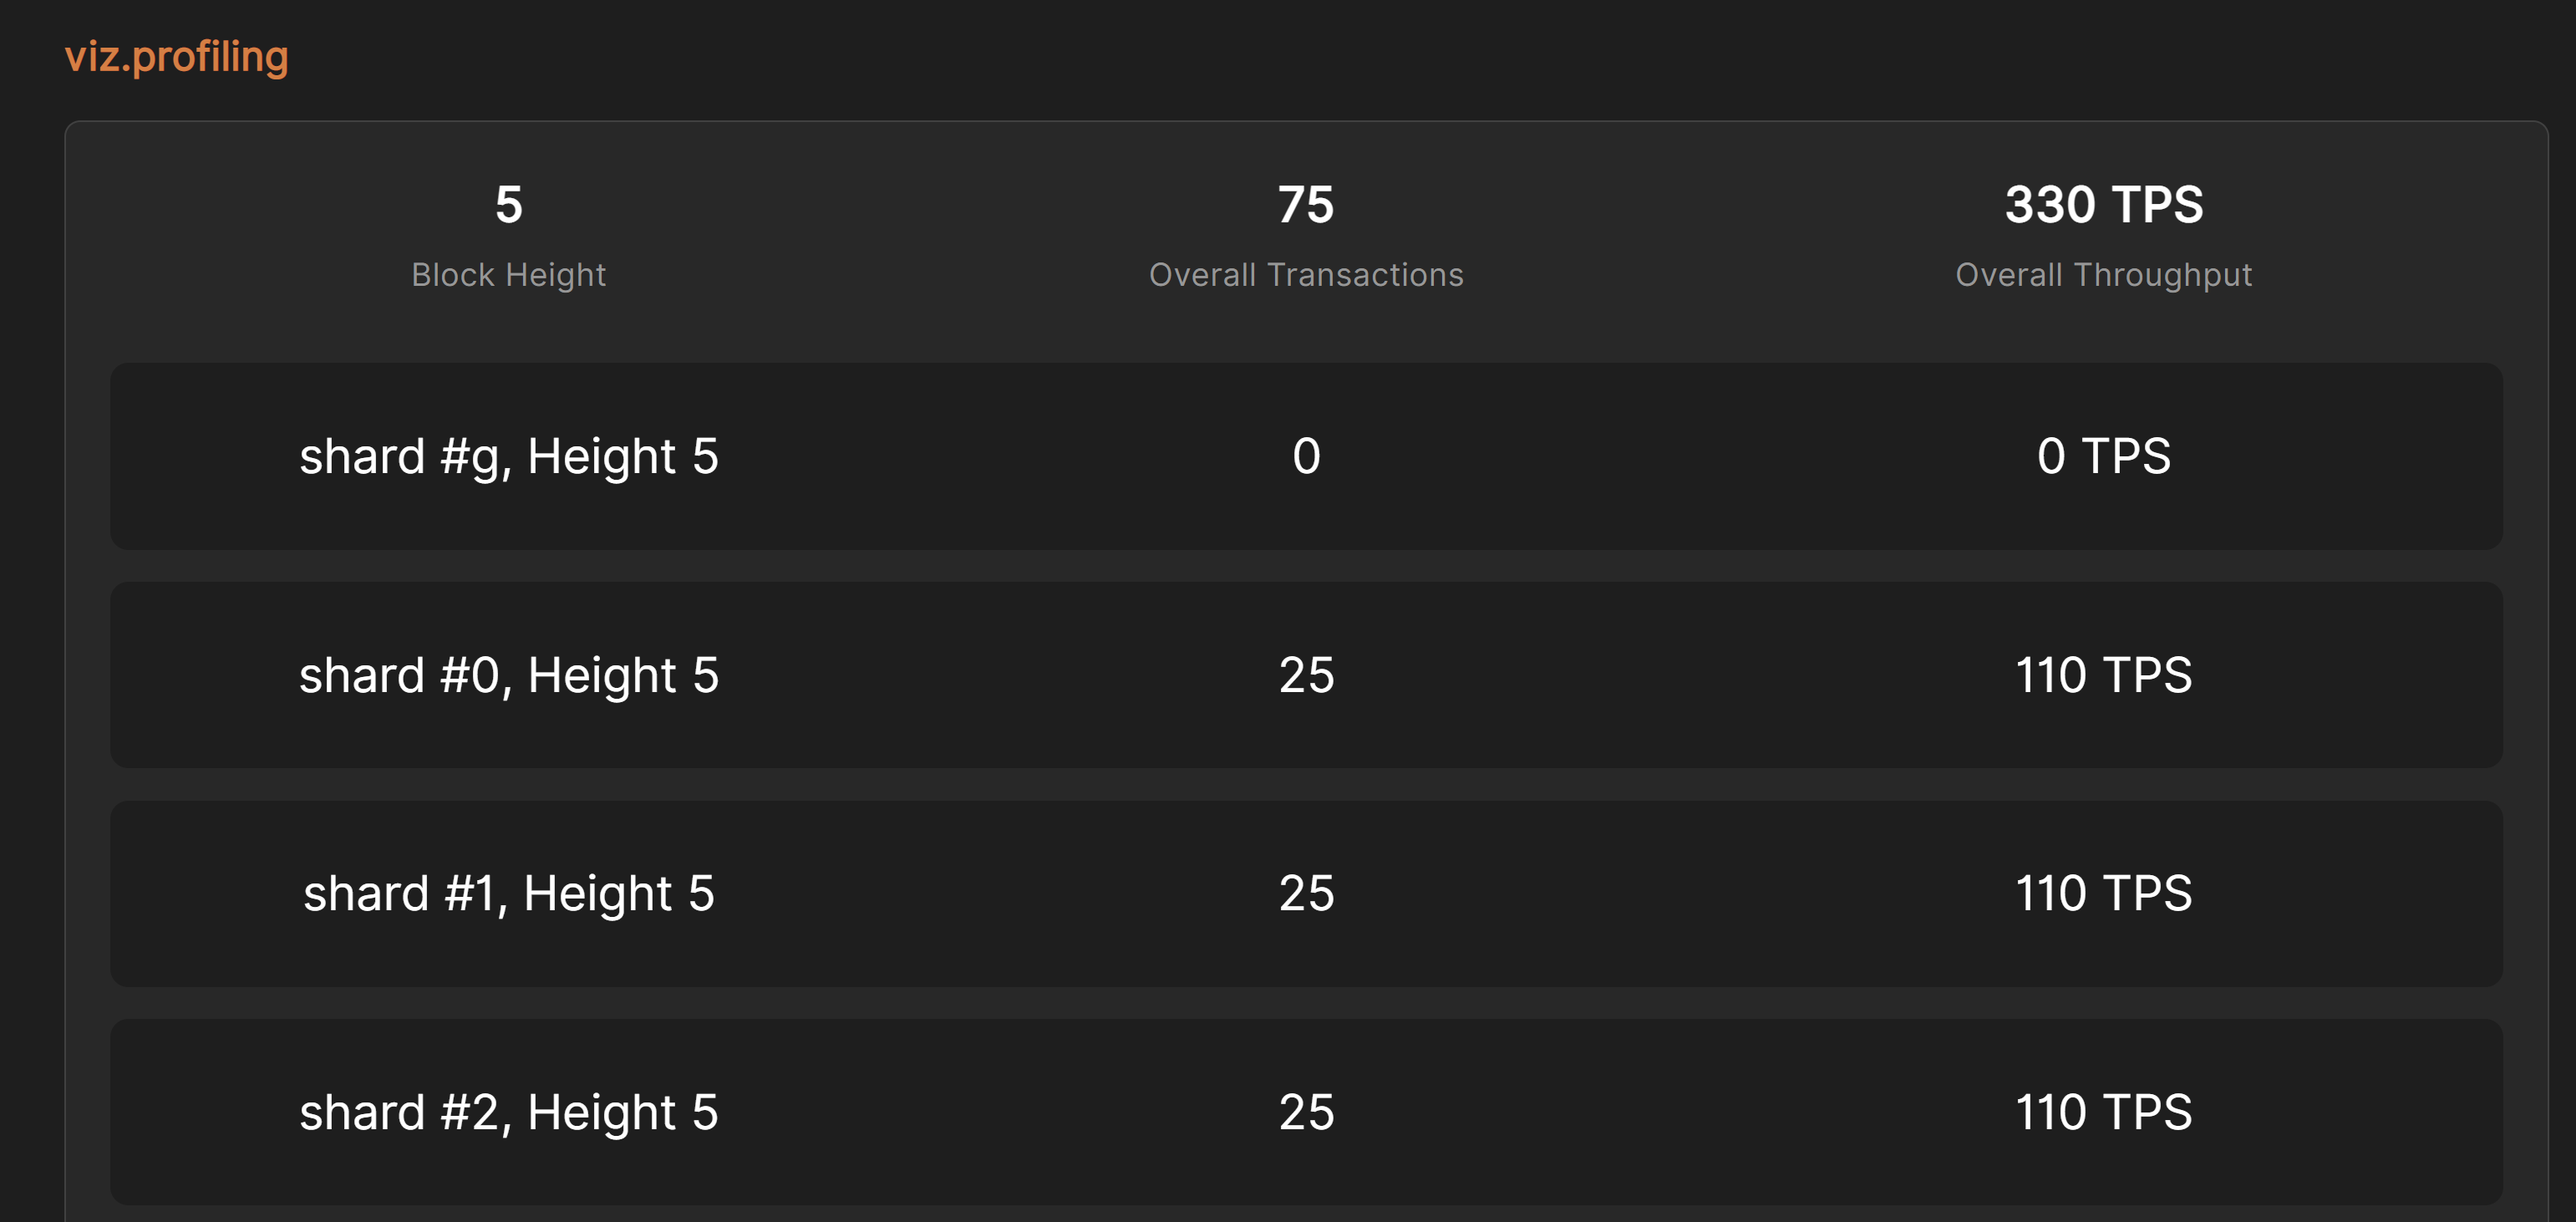 viz.profiling
5 75 330 TPS
Block Height Overall Transactions Overall Throughput
shard #g, Height 5 0 0 TPS
shard #0, Height 5 25 110 TPS
shard #1, Height 5 25 110 TPS
shard #2, Height 5 25 110 TPS